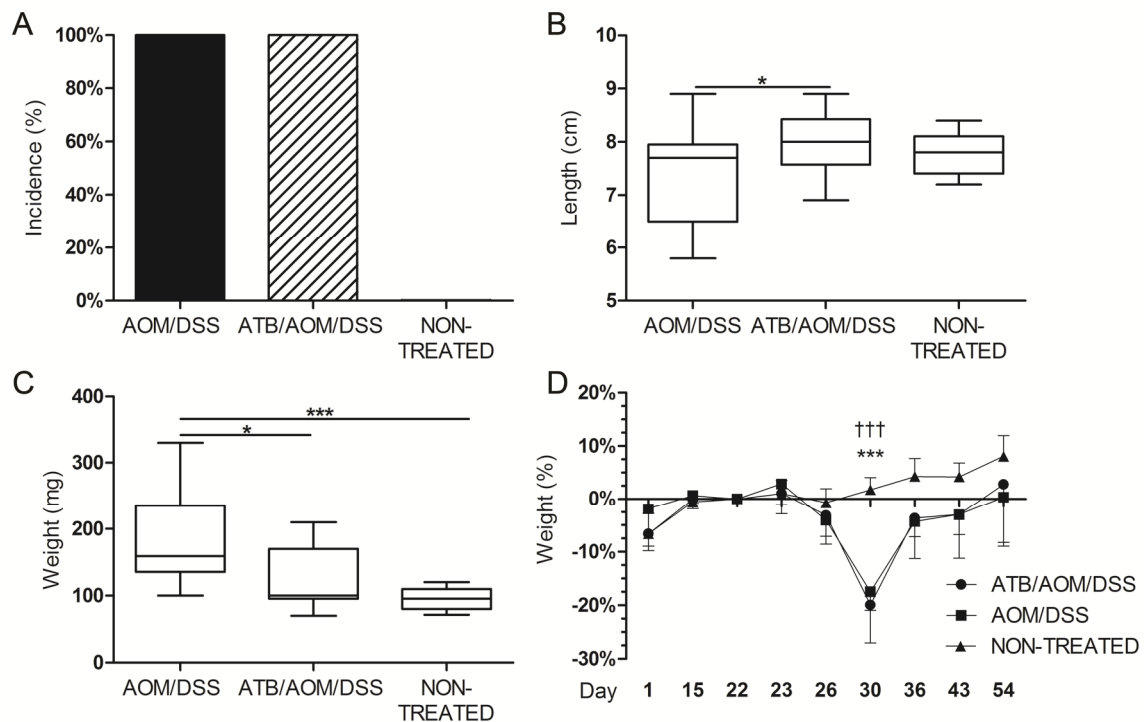 A
Incidence (%)
100%
80%
60%
40%
20%
0%
AOM/DSS
ATB/AOM/DSS
NON-
TREATED
B
Length (cm)
10
9
8
7
6
5
*
AOM/DSS
ATB/AOM/DSS
NON-
TREATED
C
Weight (mg)
400
300
200
100
0
***
*
AOM/DSS
ATB/AOM/DSS
NON-
TREATED
D
Weight (%)
20%
10%
0%
-10%
-20%
-30%
†††
***
ATB/AOM/DSS
AOM/DSS
NON-TREATED
Day 1 15 22 23 26 30 36 43 54